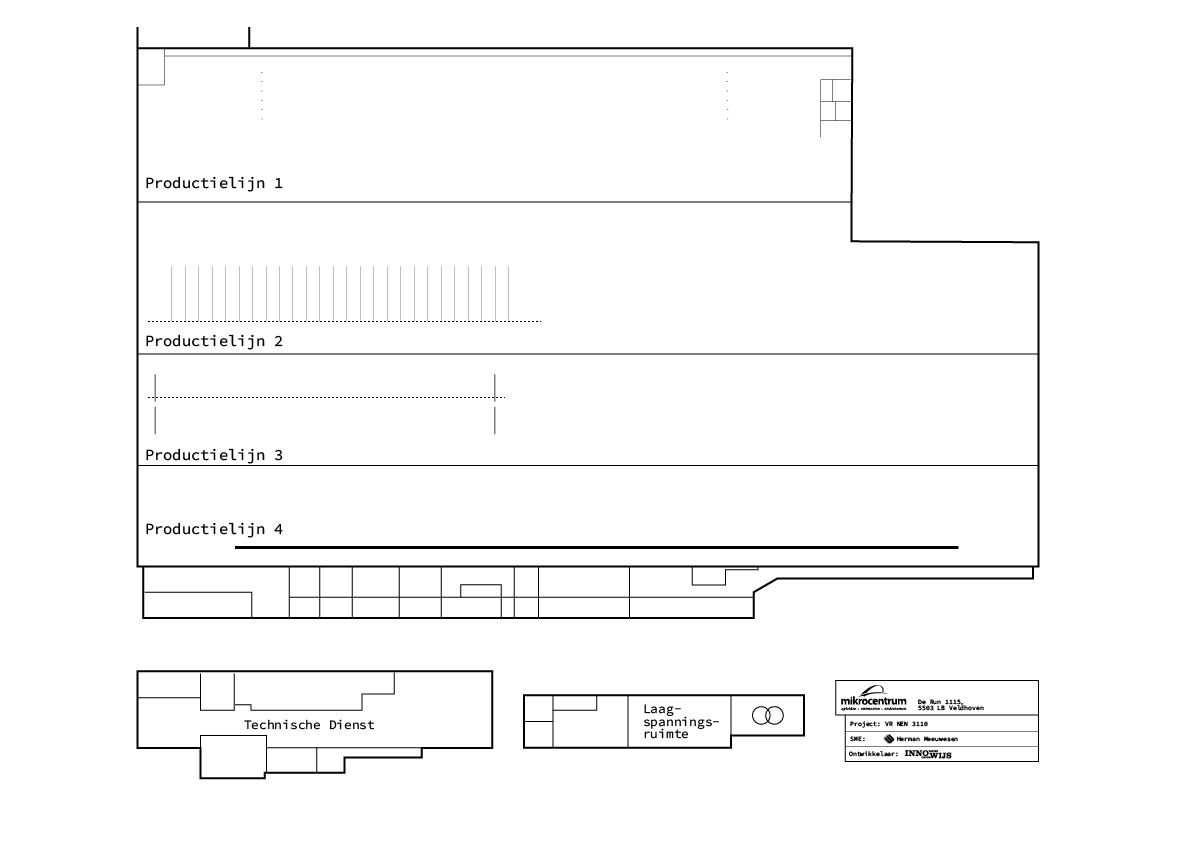 Productielijn 1
Productielijn 2
Productielijn 3
Productielijn 4
Technische Dienst
Laag-
spannings-
ruimte
mikrocentrum
De Run 1115,
5503 LB Veldhoven
Project: VR NEN 3110
SME: Herman Meeuwesen
Ontwikkelaar: INNOWIJS